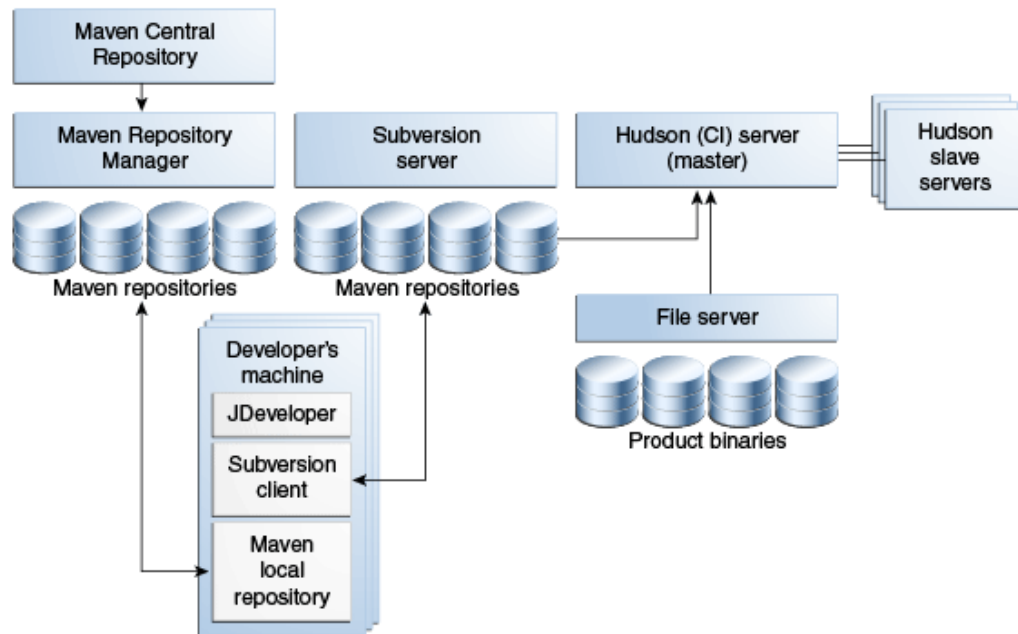 Maven Central
Repository
Maven Repository
Manager
Subversion
server
Hudson (CI) server
(master)
Hudson
slave
servers
Maven repositories
Maven repositories
File server
Product binaries
Developer's
machine
JDeveloper
Subversion
client
Maven
local
repository